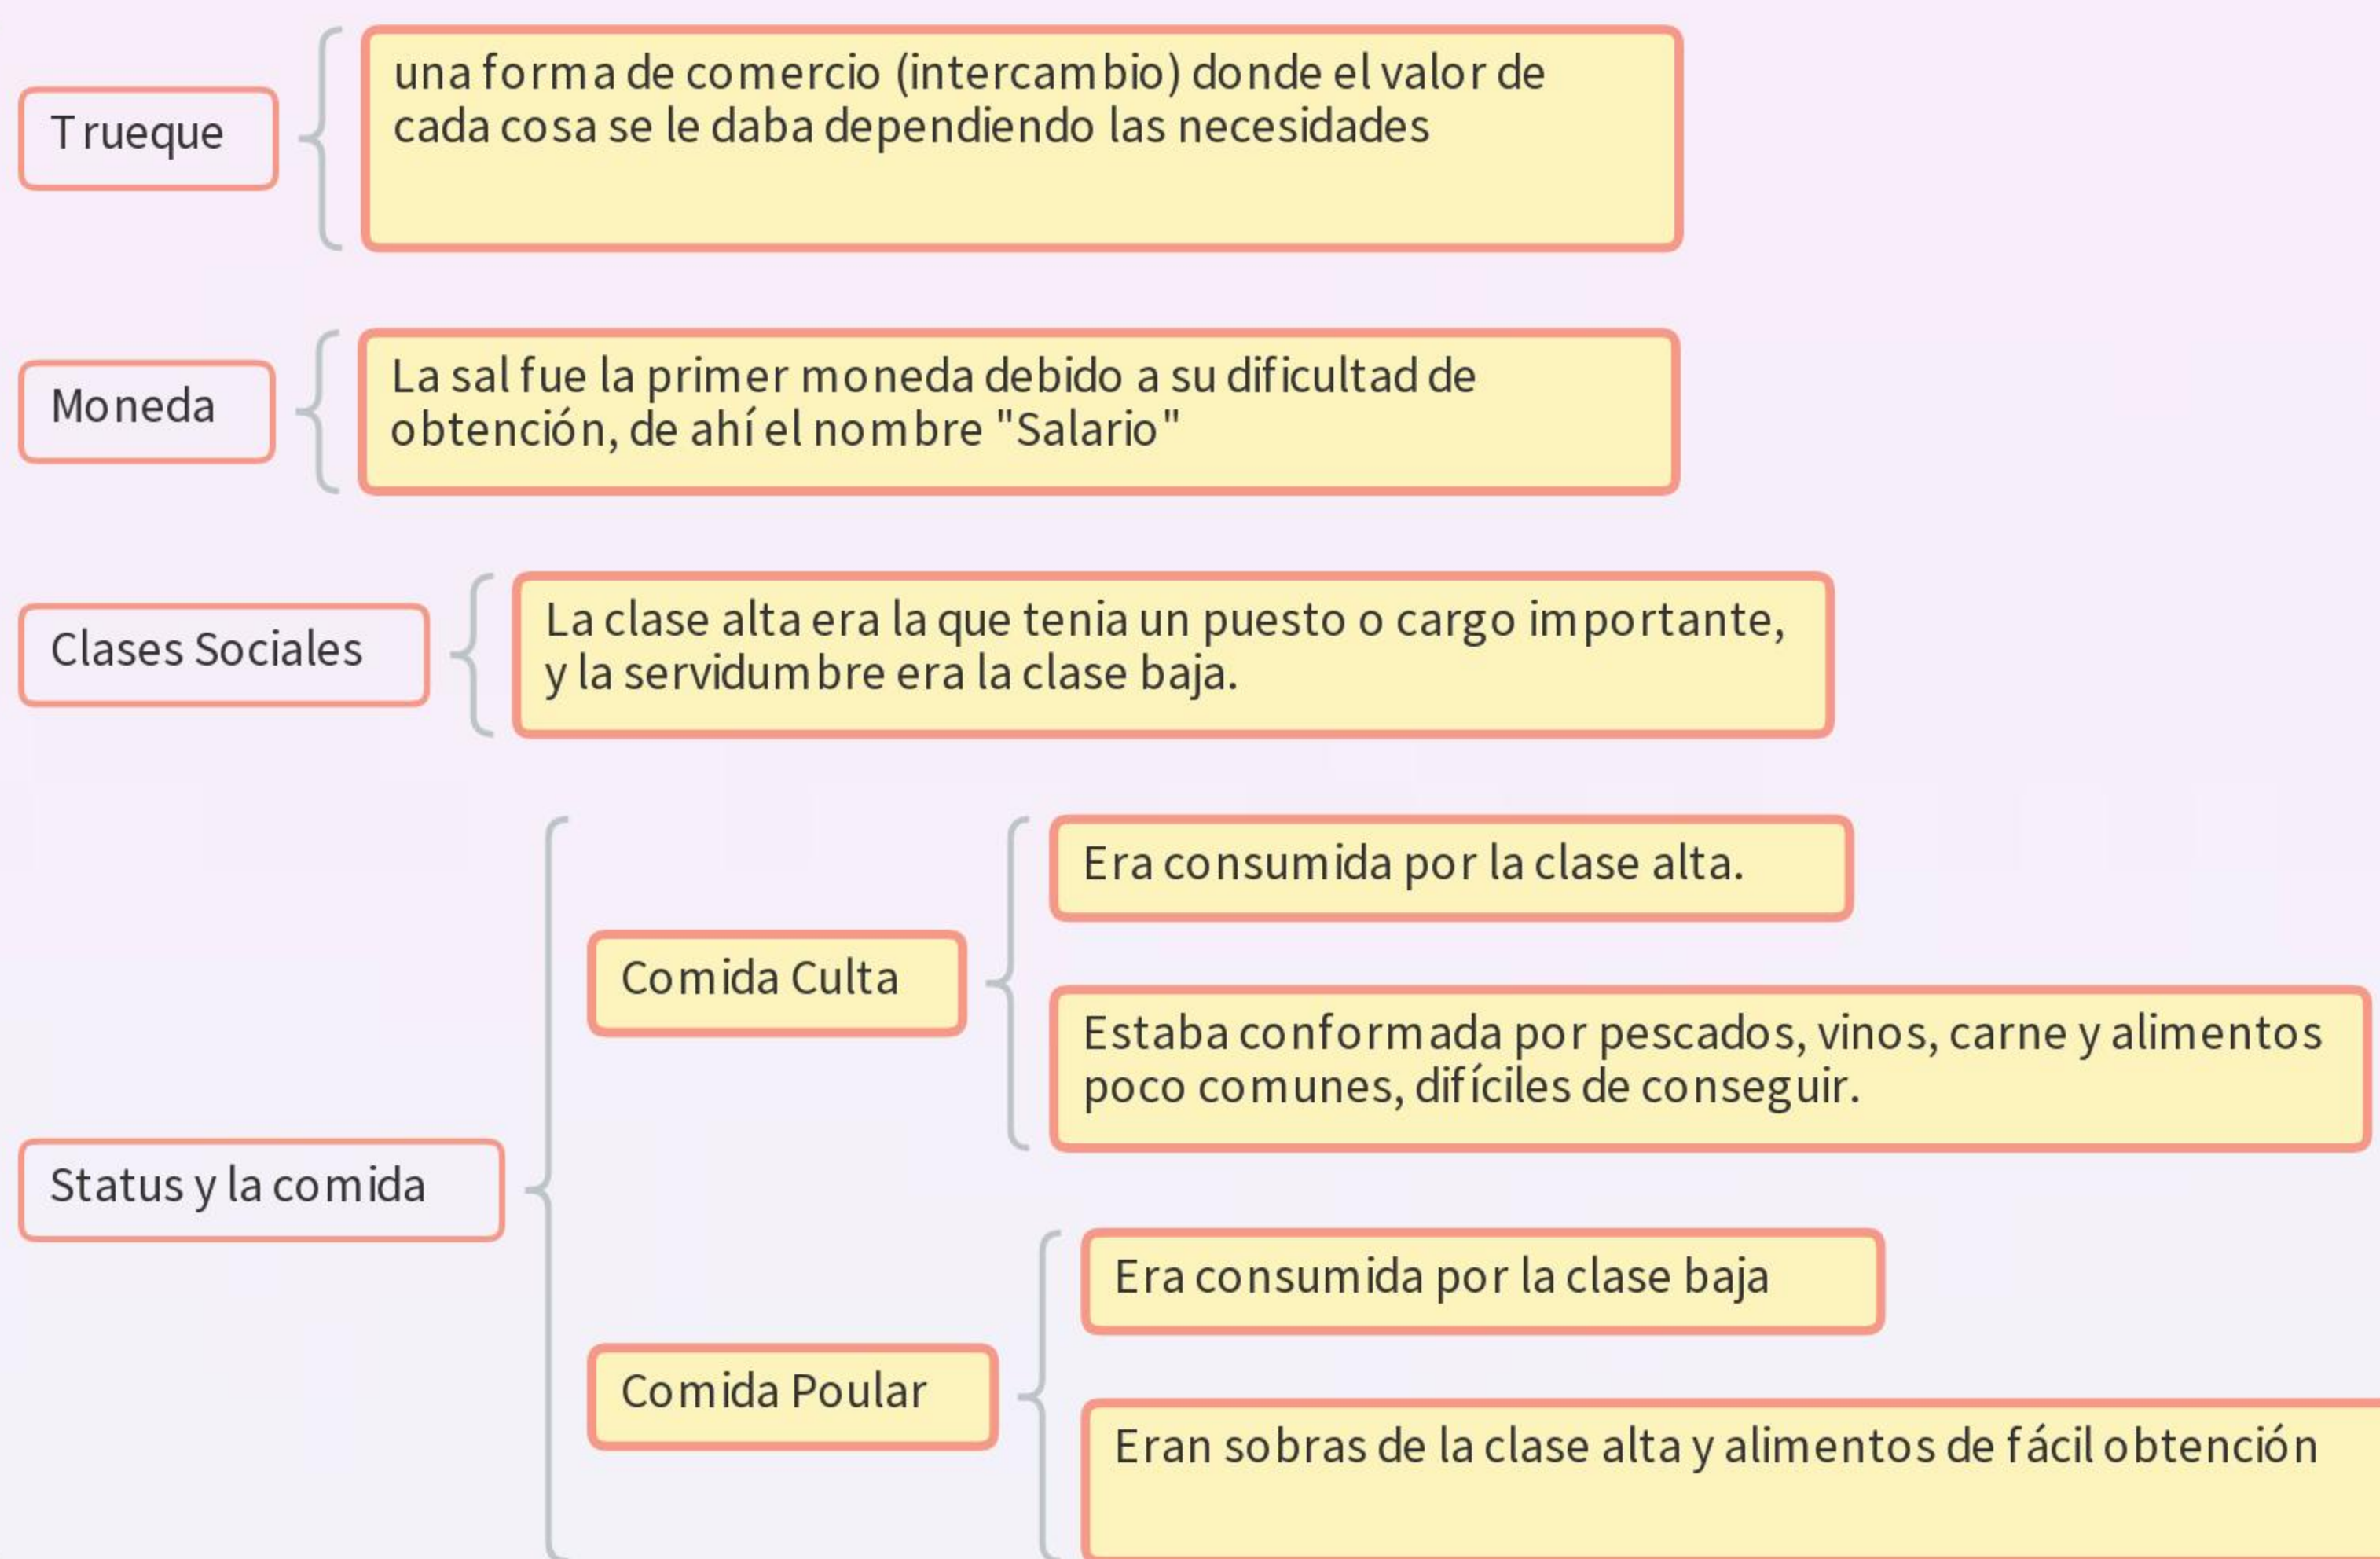 Trueque
una forma de comercio (intercambio) donde el valor de
cada cosa se le daba dependiendo las necesidades
Moneda
La sal fue la primer moneda debido a su dificultad de
obtención, de ahí el nombre "Salario"
Clases Sociales
La clase alta era la que tenia un puesto o cargo importante,
y la servidumbre era la clase baja.
Status y la comida
Comida Culta
Era consumida por la clase alta.
Estaba conformada por pescados, vinos, carne y alimentos
poco comunes, difíciles de conseguir.
Comida Poular
Era consumida por la clase baja
Eran sobras de la clase alta y alimentos de fácil obtención